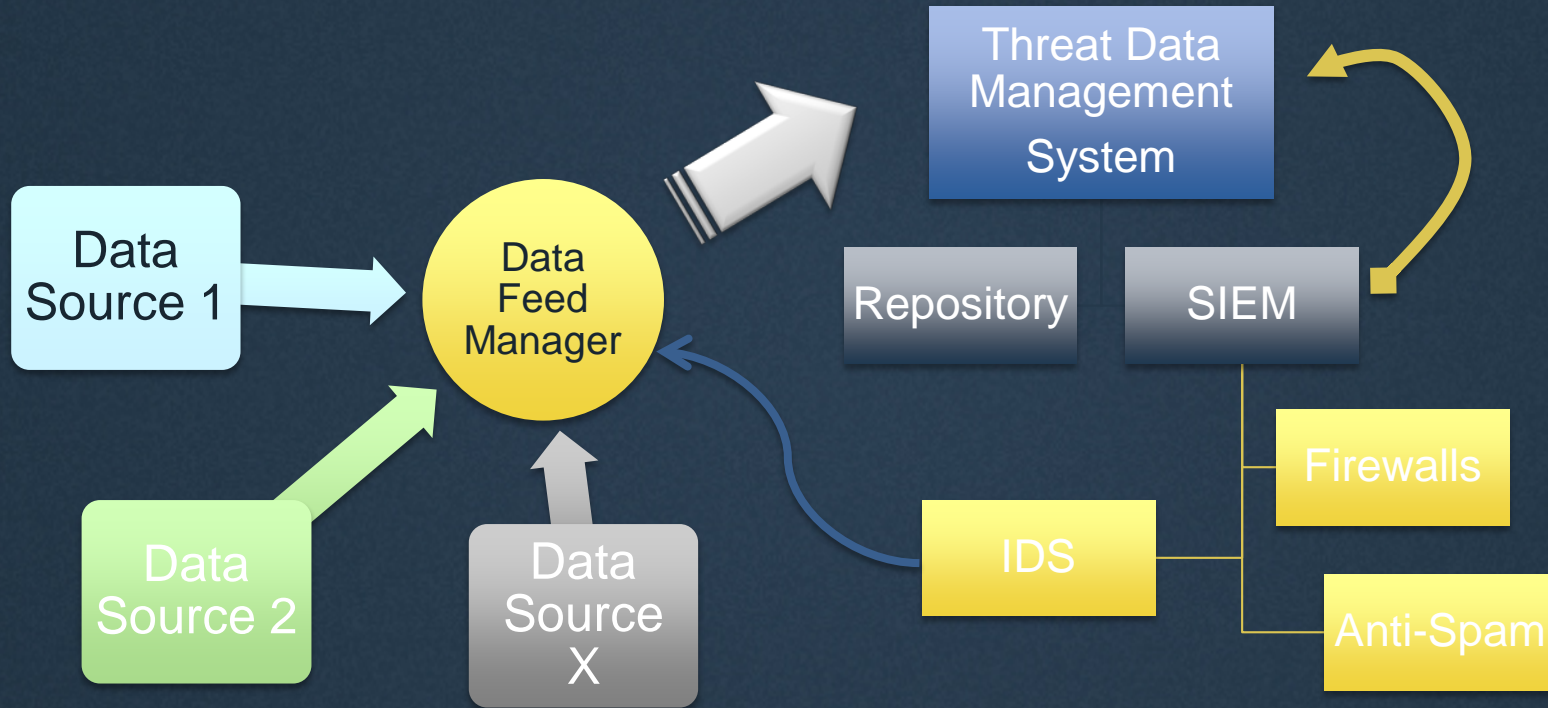 Threat Data
Management
System
Data
Source 1
Data
Feed
Manager
Repository
SIEM
Firewalls
Data
Source 2
Data
Source
X
IDS
Anti-Spam